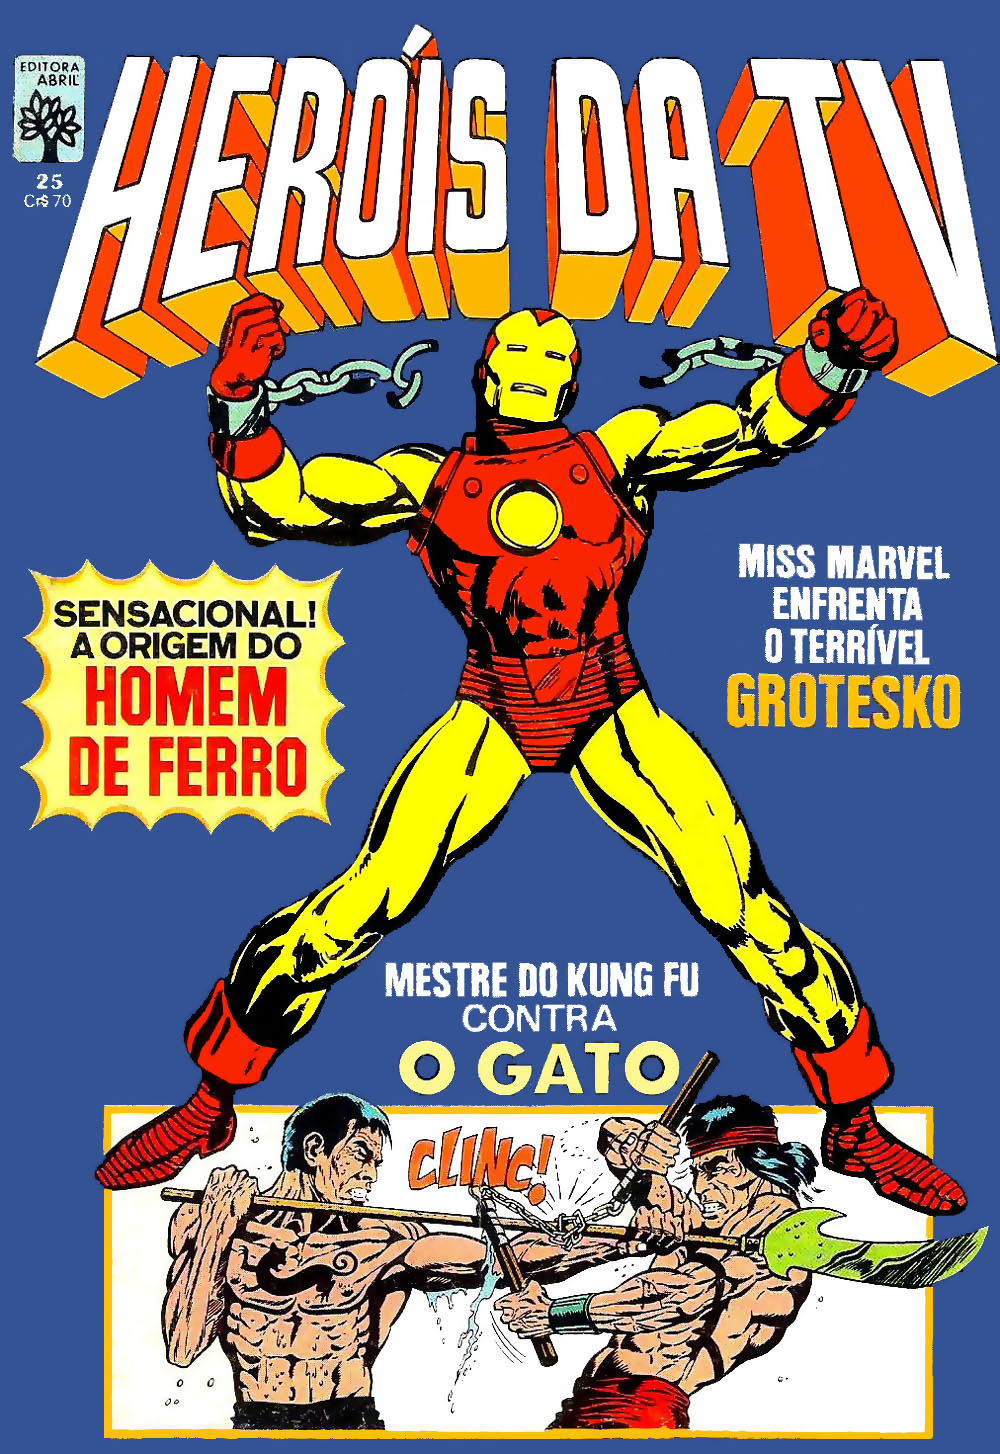 EDITORA
ABRIL
25
Cr$ 70
HERÓIS DA TV
SENSACIONAL!
A ORIGEM DO
HOMEM
DE FERRO
MISS MARVEL
ENFRENTA
O TERRÍVEL
GROTESKO
MESTRE DO KUNG FU
CONTRA
O GATO
CLINC!